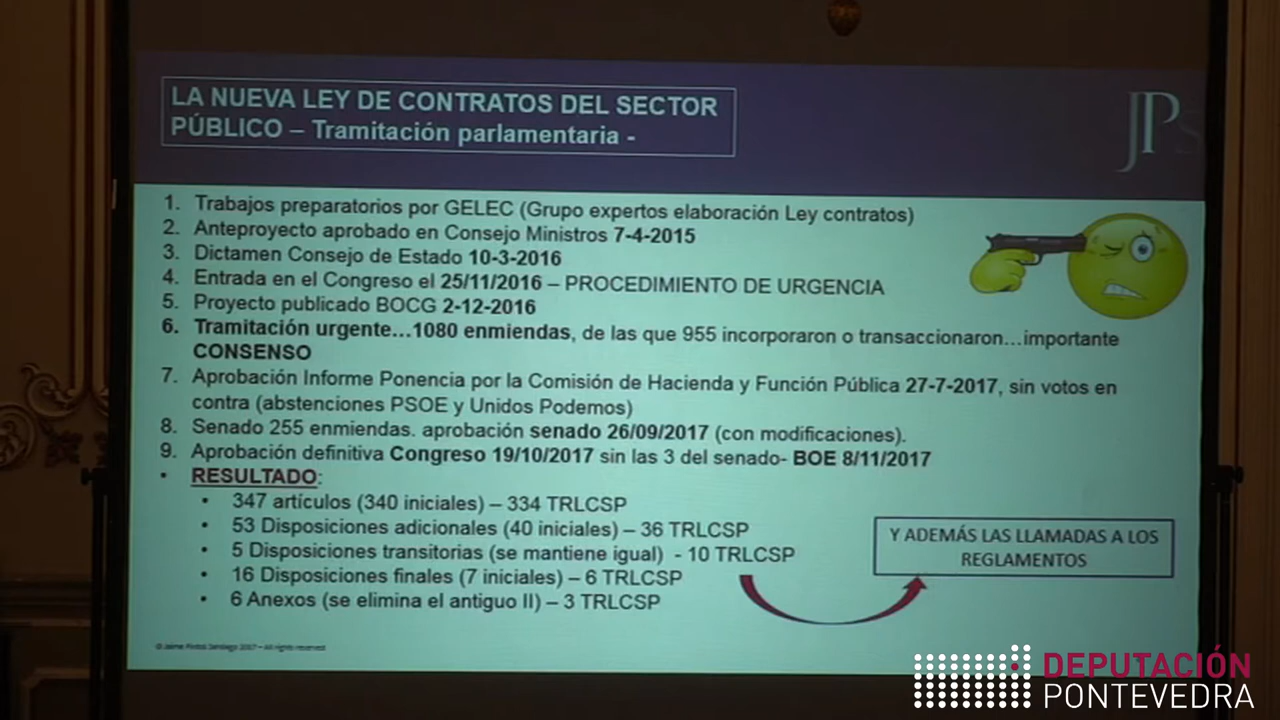 LA NUEVA LEY DE CONTRATOS DEL SECTOR
PÚBLICO – Tramitación parlamentaria -
JPS
1. Trabajos preparatorios por GELEC (Grupo expertos elaboración Ley contratos)
2. Anteproyecto aprobado en Consejo Ministros 7-4-2015
3. Dictamen Consejo de Estado 10-3-2016
4. Entrada en el Congreso el 25/11/2016 – PROCEDIMIENTO DE URGENCIA
5. Proyecto publicado BOCG 2-12-2016
6. Tramitación urgente...1080 enmiendas, de las que 955 incorporaron o transaccionaron...importante
CONSENSO
7. Aprobación Informe Ponencia por la Comisión de Hacienda y Función Pública 27-7-2017, sin votos en
contra (abstenciones PSOE y Unidos Podemos)
8. Senado 255 enmiendas. aprobación senado 26/09/2017 (con modificaciones).
9. Aprobación definitiva Congreso 19/10/2017 sin las 3 del senado- BOE 8/11/2017
• RESULTADO:
• 347 artículos (340 iniciales) – 334 TRLCSP
• 53 Disposiciones adicionales (40 iniciales) – 36 TRLCSP
• 5 Disposiciones transitorias (se mantiene igual) - 10 TRLCSP
• 16 Disposiciones finales (7 iniciales) – 6 TRLCSP
• 6 Anexos (se elimina el antiguo II) – 3 TRLCSP
Y ADEMÁS LAS LLAMADAS A LOS
REGLAMENTOS
© Jaime Pintos Santiago 2017 – All rights reserved
DEPUTACIÓN
PONTEVEDRA